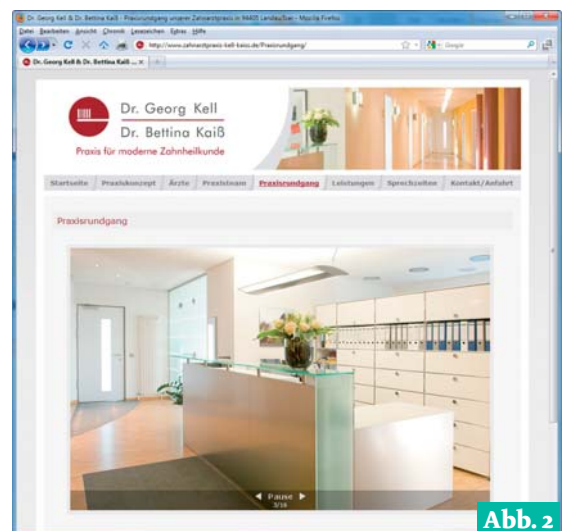 Dr. Georg Kell & Dr. Bettina Kaiß - Praxisrundgang unserer Zahnarztpraxis in 94405 Landau/Isar - Mozilla Firefox
Datei Bearbeiten Ansicht Chronik Lesezeichen Extras Hilfe
http://www.zahnarztpraxis-kell-kaiss.de/Praxisrundgang/
Google
Dr. Georg Kell & Dr. Bettina Kaiß ...
Dr. Georg Kell
Dr. Bettina Kaiß
Praxis für moderne Zahnheilkunde
Startseite Praxiskonzept Ärzte Praxisteam Praxisrundgang Leistungen Sprechzeiten Kontakt/Anfahrt
Praxisrundgang
Pause
3/16
Abb. 2